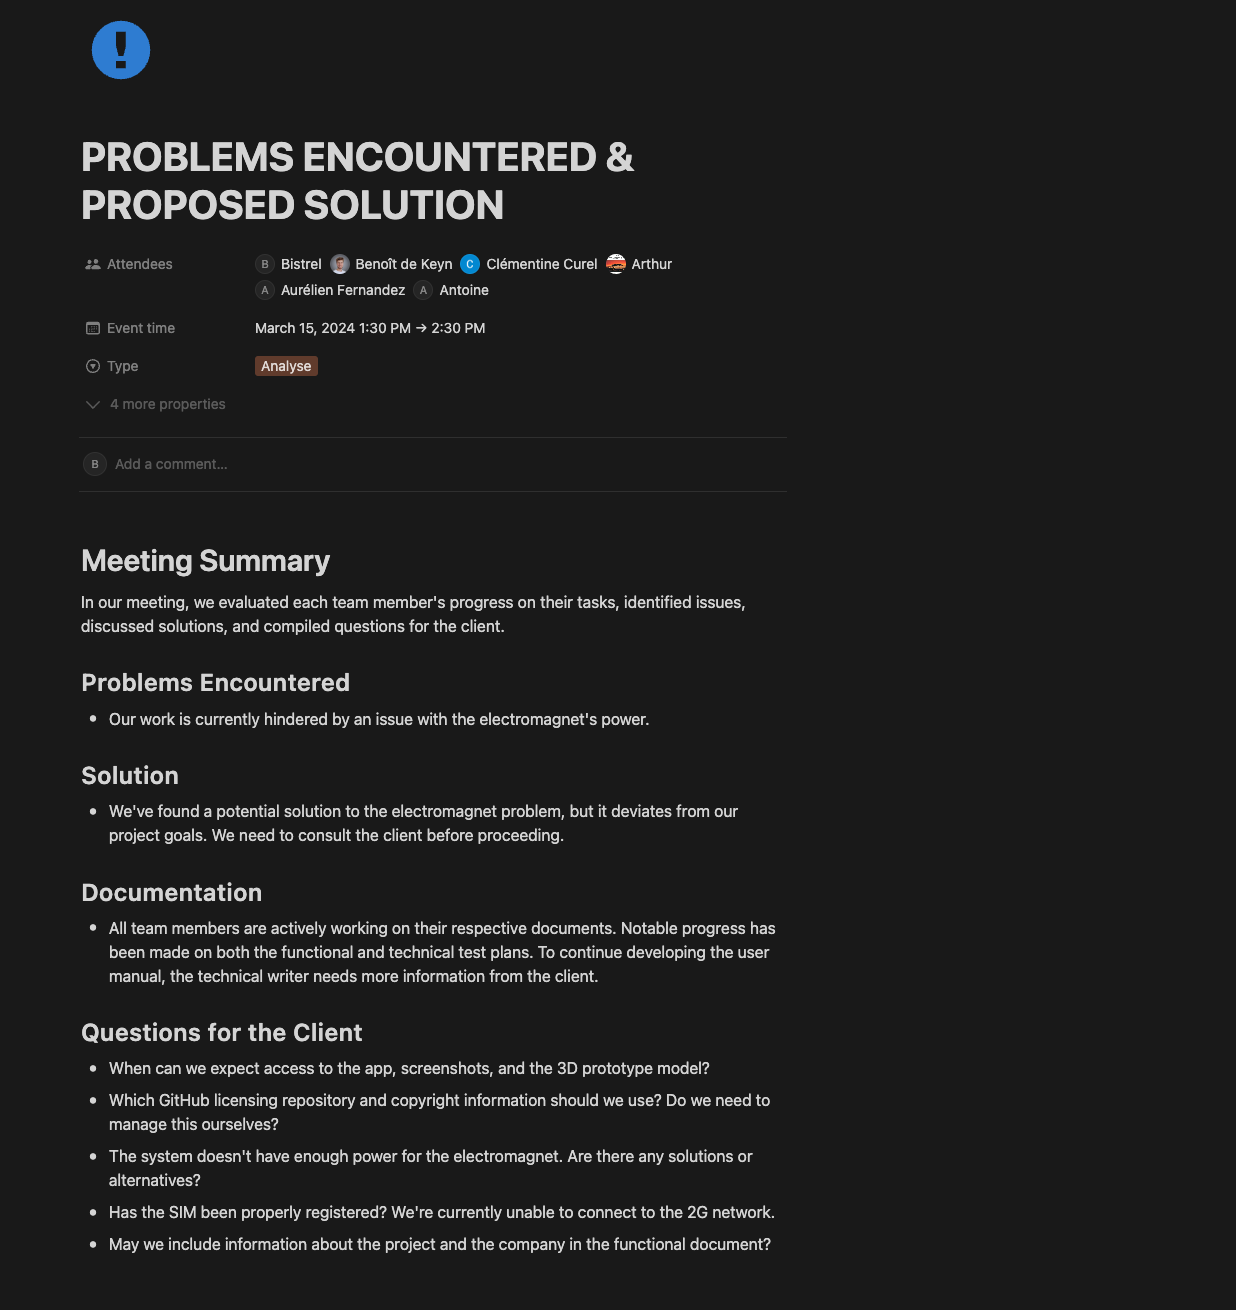 PROBLEMS ENCOUNTERED &
PROPOSED SOLUTION
Attendees
B Bistrel Benoît de Keyn C Clémentine Curel Arthur
A Aurélien Fernandez A Antoine
Event time
March 15, 2024 1:30 PM → 2:30 PM
Type
Analyse
4 more properties
B Add a comment...
Meeting Summary
In our meeting, we evaluated each team member's progress on their tasks, identified issues,
discussed solutions, and compiled questions for the client.
Problems Encountered
• Our work is currently hindered by an issue with the electromagnet's power.
Solution
• We've found a potential solution to the electromagnet problem, but it deviates from our
project goals. We need to consult the client before proceeding.
Documentation
• All team members are actively working on their respective documents. Notable progress has
been made on both the functional and technical test plans. To continue developing the user
manual, the technical writer needs more information from the client.
Questions for the Client
• When can we expect access to the app, screenshots, and the 3D prototype model?
• Which GitHub licensing repository and copyright information should we use? Do we need to
manage this ourselves?
• The system doesn't have enough power for the electromagnet. Are there any solutions or
alternatives?
• Has the SIM been properly registered? We're currently unable to connect to the 2G network.
• May we include information about the project and the company in the functional document?